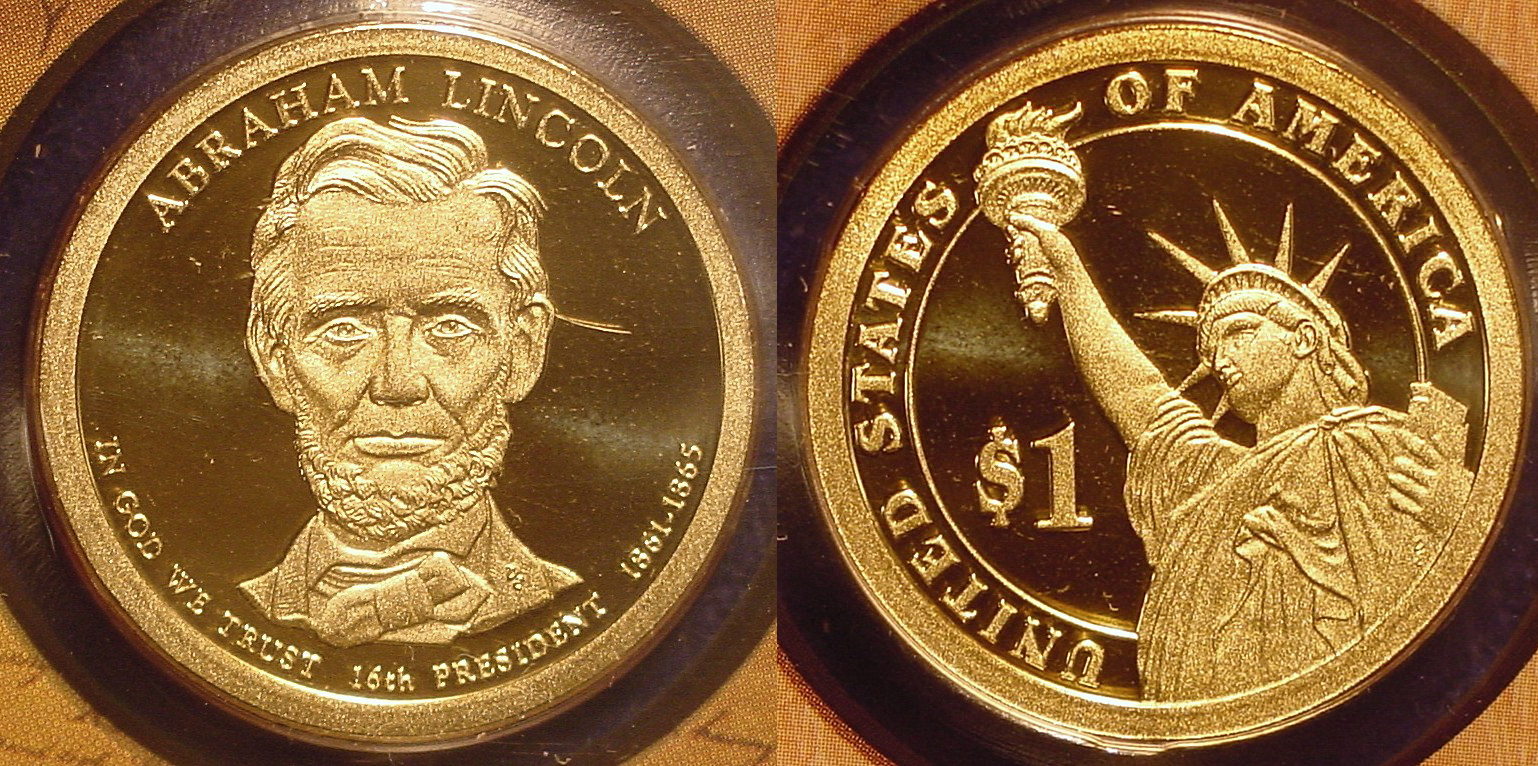 ABRAHAM LINCOLN
IN GOD WE TRUST 16th PRESIDENT 1861-1865
UNITED STATES OF AMERICA
$1